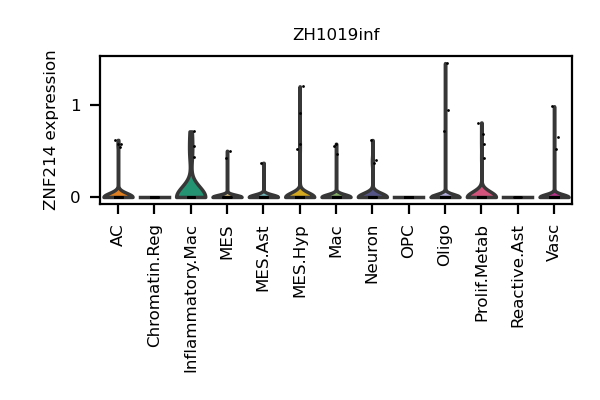 ZH1019inf
ZNF214 expression
1
0
AC
Chromatin.Reg
Inflammatory.Mac
MES
MES.Ast
MES.Hyp
Mac
Neuron
OPC
Oligo
Prolif.Metab
Reactive.Ast
Vasc